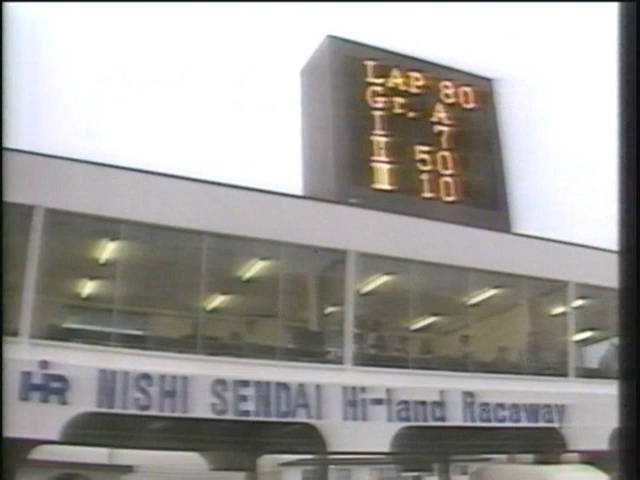 LAP 80
Gr. A
I 7
II 50
III 10
HR NISHI SENDAI Hi-land Raceway